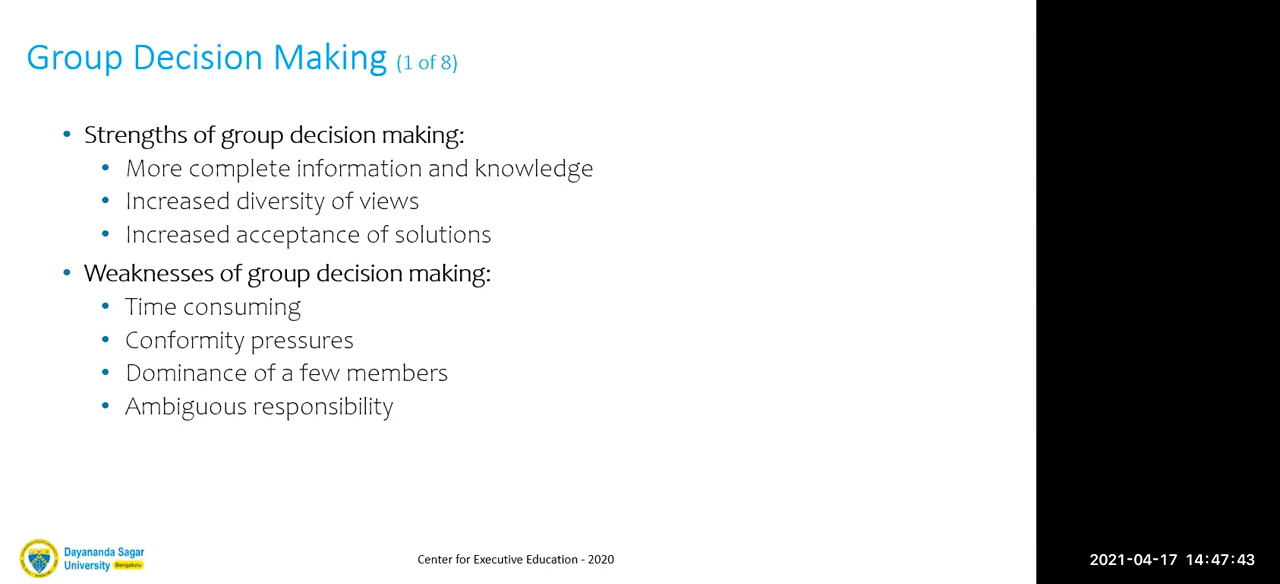 Group Decision Making (1 of 8)
• Strengths of group decision making:
• More complete information and knowledge
• Increased diversity of views
• Increased acceptance of solutions
• Weaknesses of group decision making:
• Time consuming
• Conformity pressures
• Dominance of a few members
• Ambiguous responsibility
Dayananda Sagar
University Bengaluru
Center for Executive Education - 2020
2021-04-17 14:47:43